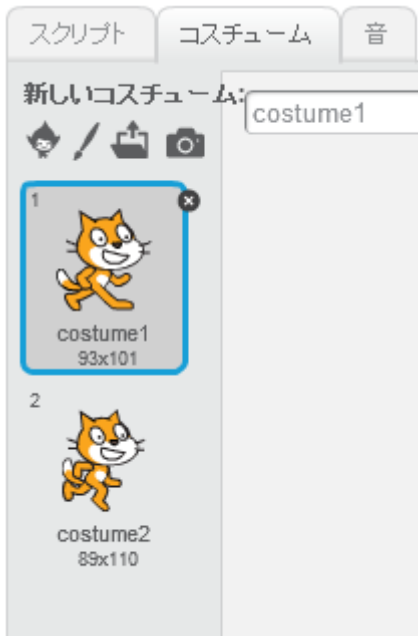 スクリプト コスチューム 音
新しいコスチューム:
costume1
1
costume1
93x101
2
costume2
89x110